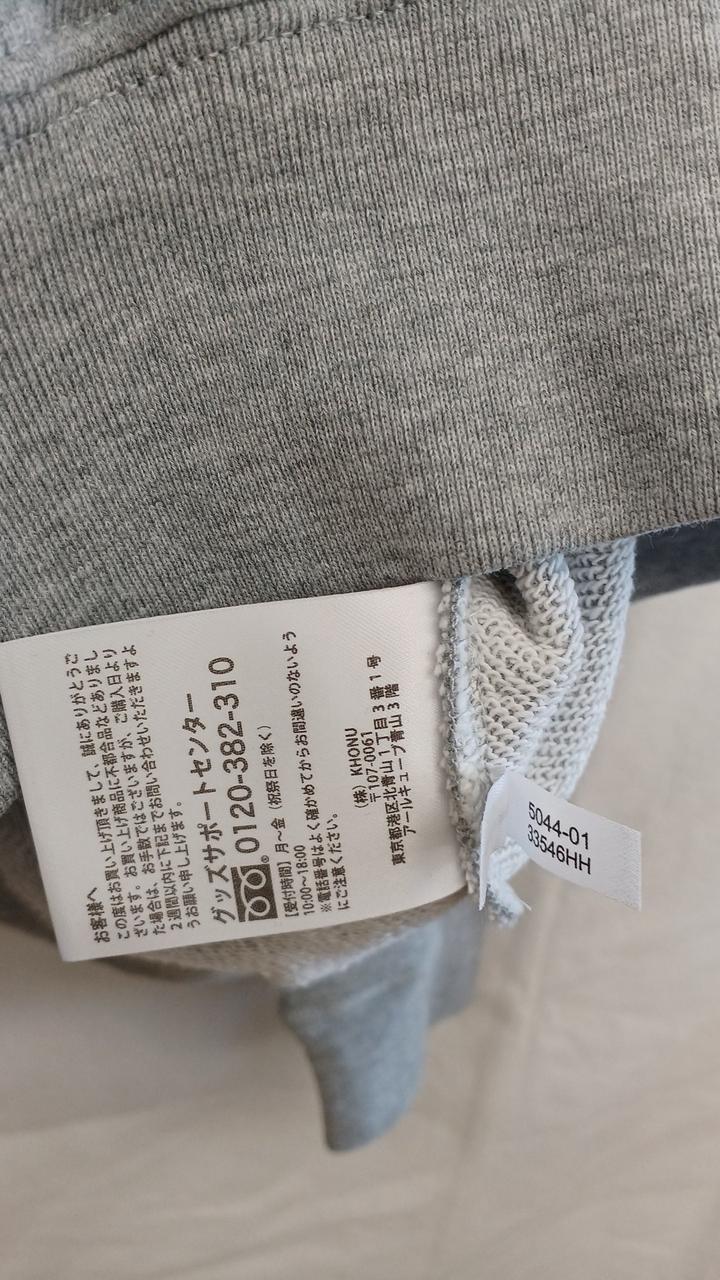 お客様へ
この度はお買い上げ頂きまして、誠にありがとうご
ざいます。お買い上げ商品に不都合品などありまし
た場合は、お手数ではございますが、ご購入日より
2週間以内に下記までお問い合わせいただきますよ
うお願い申し上げます。
グッズサポートセンター
0120-382-310
【受付時間】月～金（祝祭日を除く）
10:00～18:00
※電話番号はよく確かめてからお間違いのないよう
にご注意ください。
（株）KHONU
〒107-0061
東京都港区北青山1丁目3番1号
アールキューブ青山3階
5044-01
33546HH